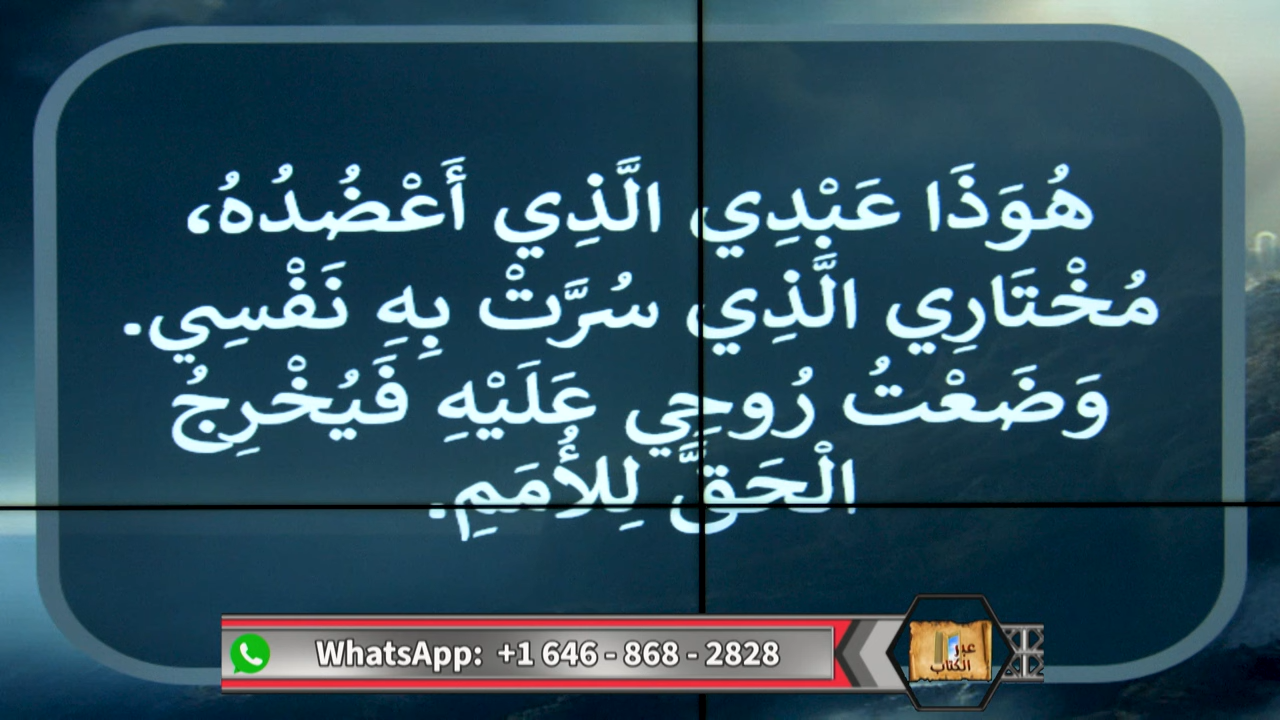 هُوَذَا عَبْدِي الَّذِي أَعْضُدُهُ،
مُخْتَارِي الَّذِي سُرَّتْ بِهِ نَفْسِي.
وَضَعْتُ رُوحِي عَلَيْهِ فَيُخْرِجُ
الْحَقَّ لِلأُمَمِ.
WhatsApp: +1 646 - 868 - 2828
عبر
الكتاب